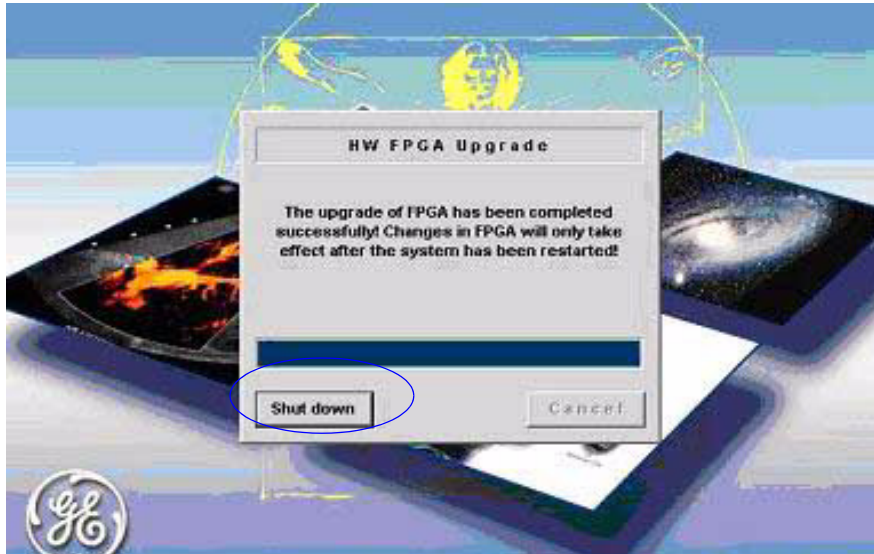 HW FPGA Upgrade
The upgrade of FPGA has been completed
successfully! Changes in FPGA will only take
effect after the system has been restarted!
Shut down
Cancel
GE